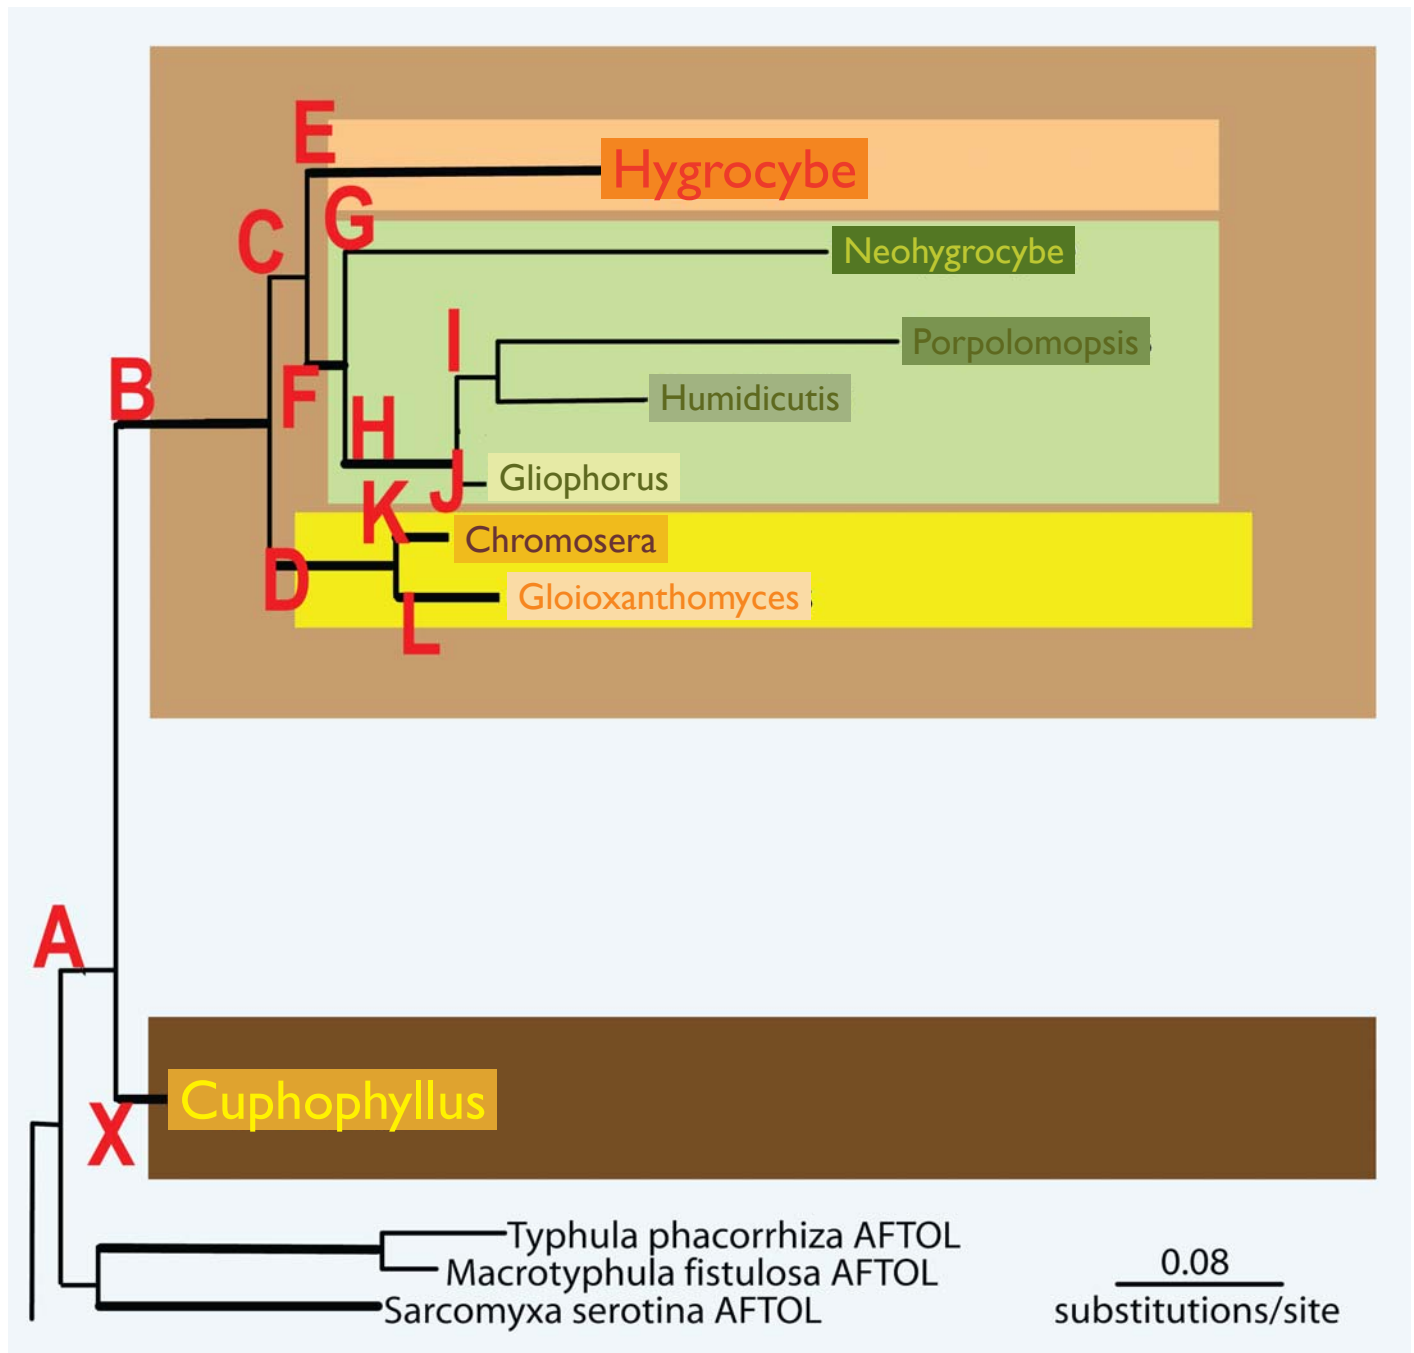 E
Hygrocybe
C
G
Neohygrocybe
I
Porpolomopsis
B
F
Humidicutis
H
J
Gliophorus
K
Chromosera
D
Gloioxanthomyces
L
A
Cuphophyllus
X
Typhula phacorrhiza AFTOL
Macrotyphula fistulosa AFTOL
Sarcomyxa serotina AFTOL
0.08
substitutions/site